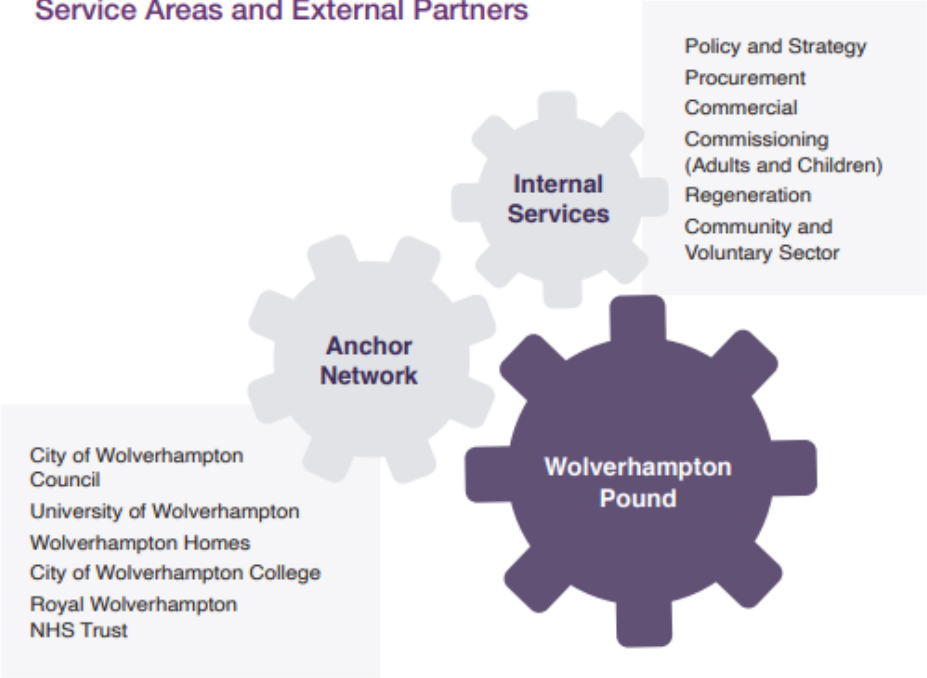 Service Areas and External Partners
Policy and Strategy
Procurement
Commercial
Commissioning
(Adults and Children)
Regeneration
Community and
Voluntary Sector
Internal
Services
Anchor
Network
Wolverhampton
Pound
City of Wolverhampton
Council
University of Wolverhampton
Wolverhampton Homes
City of Wolverhampton College
Royal Wolverhampton
NHS Trust